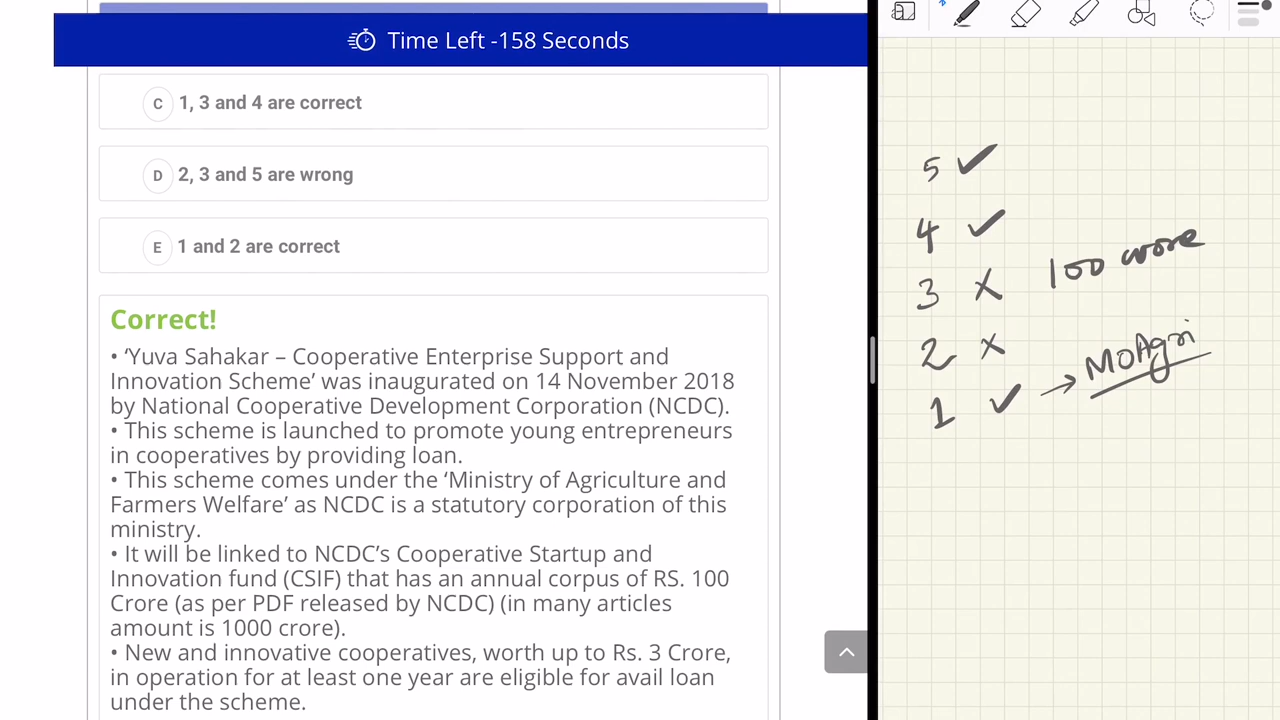 Time Left -158 Seconds
C 1, 3 and 4 are correct
D 2, 3 and 5 are wrong
E 1 and 2 are correct
Correct!
• ‘Yuva Sahakar – Cooperative Enterprise Support and
Innovation Scheme’ was inaugurated on 14 November 2018
by National Cooperative Development Corporation (NCDC).
• This scheme is launched to promote young entrepreneurs
in cooperatives by providing loan.
• This scheme comes under the ‘Ministry of Agriculture and
Farmers Welfare’ as NCDC is a statutory corporation of this
ministry.
• It will be linked to NCDC’s Cooperative Startup and
Innovation fund (CSIF) that has an annual corpus of RS. 100
Crore (as per PDF released by NCDC) (in many articles
amount is 1000 crore).
• New and innovative cooperatives, worth up to Rs. 3 Crore,
in operation for at least one year are eligible for avail loan
under the scheme.
5 ✓
4 ✓
3 × 100 crore
2 ×
1 ✓ → MOAgri